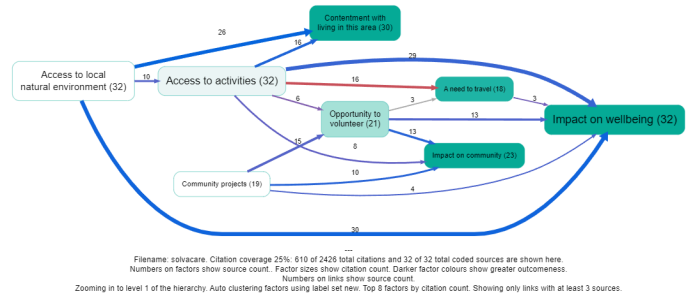 Contentment with
living in this area (30)
26
16
29
Access to local
natural environment (32)
10
Access to activities (32)
16
A need to travel (18)
6
3
3
Opportunity to
volunteer (21)
13
Impact on wellbeing (32)
15
8
13
Impact on community (23)
Community projects (19)
10
4
30
---
Filename: solvacare. Citation coverage 25%: 610 of 2426 total citations and 32 of 32 total coded sources are shown here.
Numbers on factors show source count.. Factor sizes show citation count. Darker factor colours show greater outcomeness.
Numbers on links show source count.
Zooming in to level 1 of the hierarchy. Auto clustering factors using label set new. Top 8 factors by citation count. Showing only links with at least 3 sources.